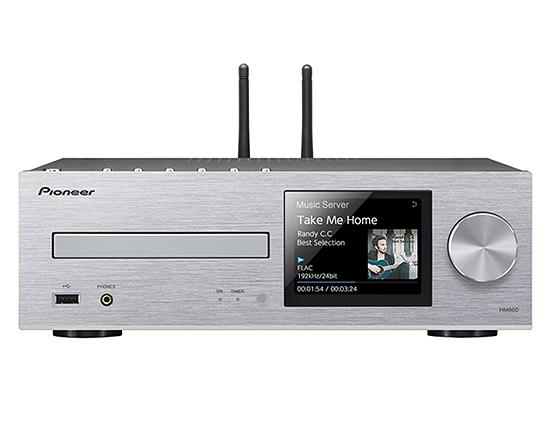 Pioneer
Music Server
Take Me Home
Randy C.C
Best Selection
FLAC
192kHz/24bit
00:01:54 / 00:03:24
PHONES
ON
TIMER
HM86D